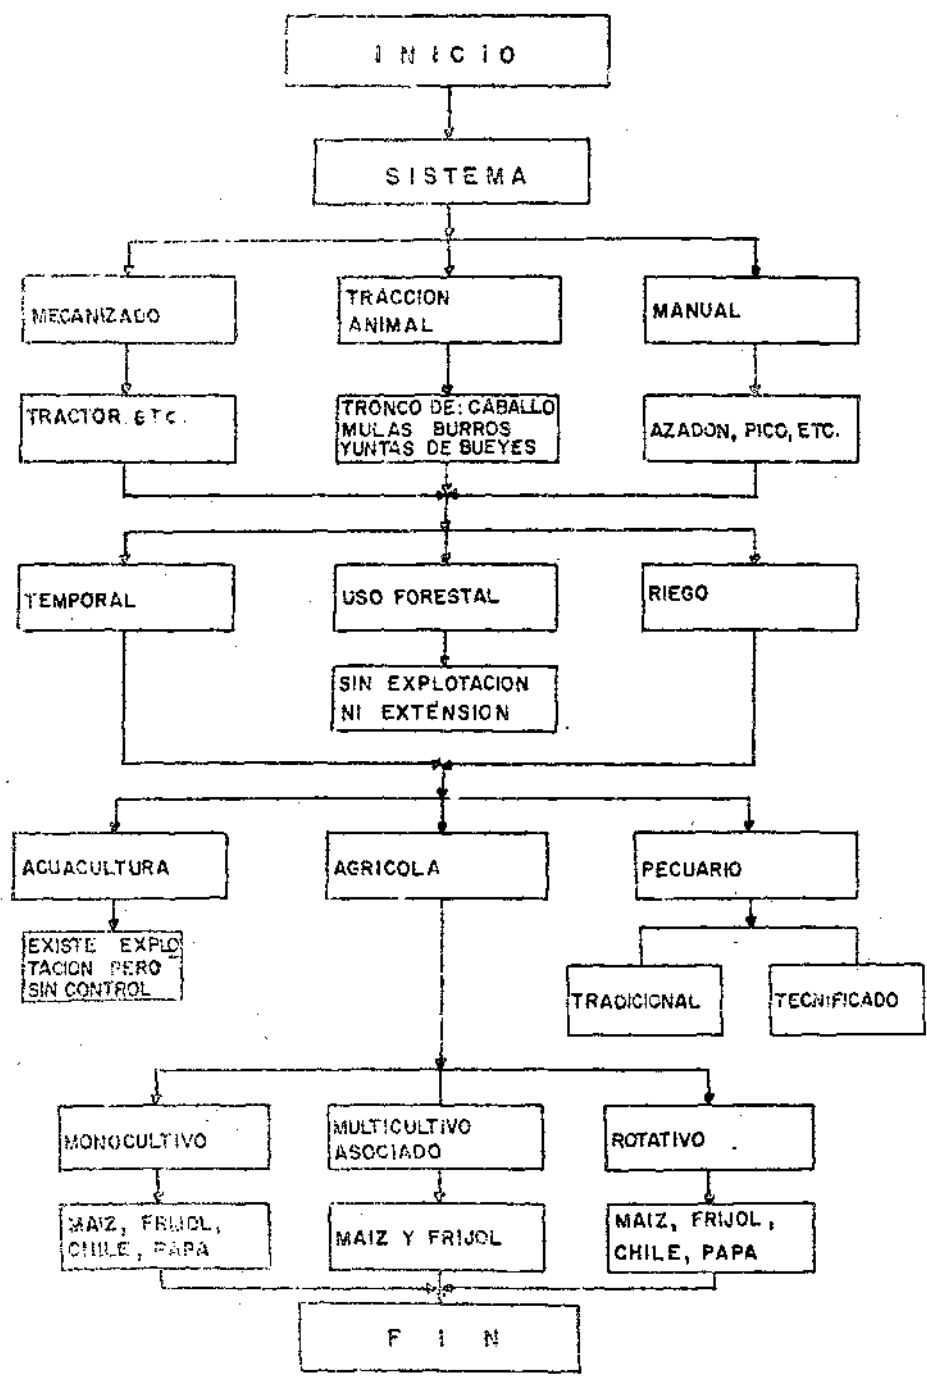 INICIO
SISTEMA
MECANIZADO
TRACCION
ANIMAL
MANUAL
TRACTOR. ETC.
TRONCO DE: CABALLO
MULAS BURROS
YUNTAS DE BUEYES
AZADON, PICO, ETC.
TEMPORAL
USO FORESTAL
RIEGO
SIN EXPLOTACION
NI EXTENSION
ACUACULTURA
AGRICOLA
PECUARIO
EXISTE EXPLO
TACION PERO
SIN CONTROL
TRADICIONAL
TECNIFICADO
MONOCULTIVO
MULTICULTIVO
ASOCIADO
ROTATIVO
MAIZ, FRIJOL,
CHILE, PAPA
MAIZ Y FRIJOL
MAIZ, FRIJOL,
CHILE, PAPA
FIN